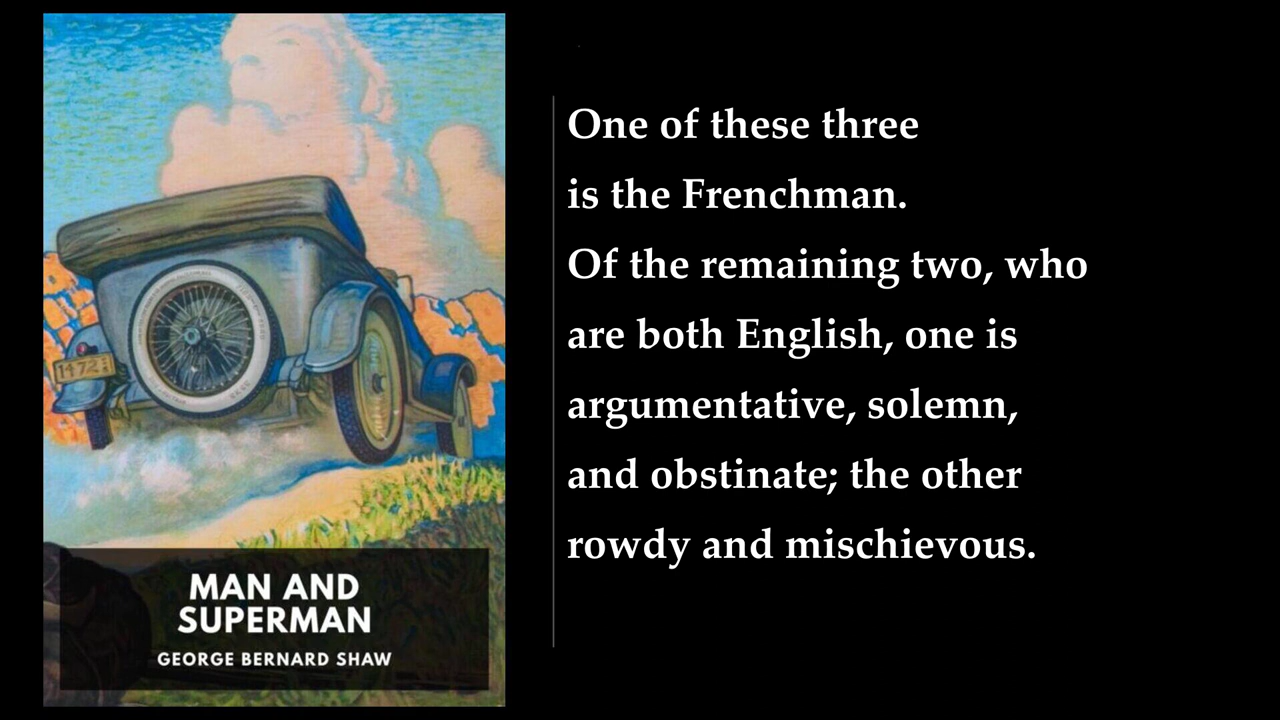 One of these three
is the Frenchman.
Of the remaining two, who
are both English, one is
argumentative, solemn,
and obstinate; the other
rowdy and mischievous.
1472
MAN AND
SUPERMAN
GEORGE BERNARD SHAW